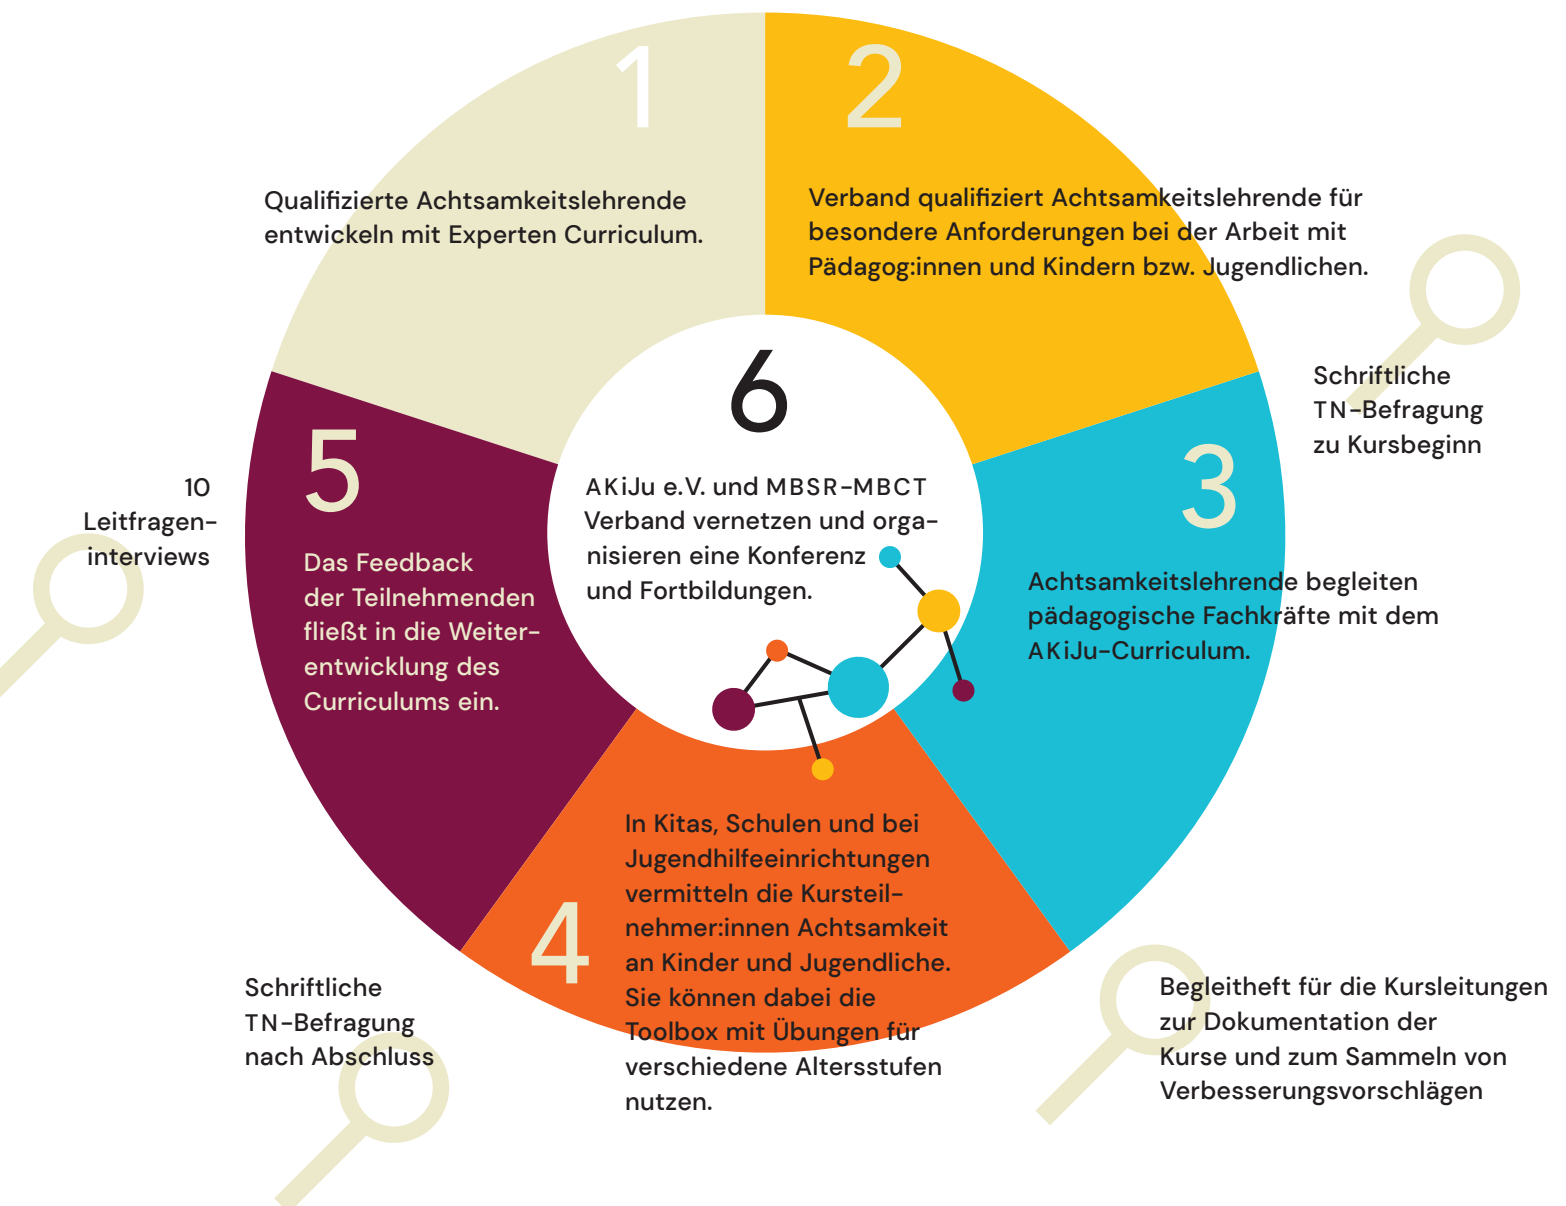 1
Qualifizierte Achtsamkeitslehrende
entwickeln mit Experten Curriculum.
2
Verband qualifiziert Achtsamkeitslehrende für
besondere Anforderungen bei der Arbeit mit
Pädagog:innen und Kindern bzw. Jugendlichen.
Schriftliche
TN-Befragung
zu Kursbeginn
3
Achtsamkeitslehrende begleiten
pädagogische Fachkräfte mit dem
AKiJu-Curriculum.
Begleitheft für die Kursleitungen
zur Dokumentation der
Kurse und zum Sammeln von
Verbesserungsvorschlägen
4
In Kitas, Schulen und bei
Jugendhilfeeinrichtungen
vermitteln die Kursteil-
nehmer:innen Achtsamkeit
an Kinder und Jugendliche.
Sie können dabei die
Toolbox mit Übungen für
verschiedene Altersstufen
nutzen.
Schriftliche
TN-Befragung
nach Abschluss
5
Das Feedback
der Teilnehmenden
fließt in die Weiter-
entwicklung des
Curriculums ein.
10
Leitfragen-
interviews
6
AKiJu e.V. und MBSR-MBCT
Verband vernetzen und orga-
nisieren eine Konferenz
und Fortbildungen.